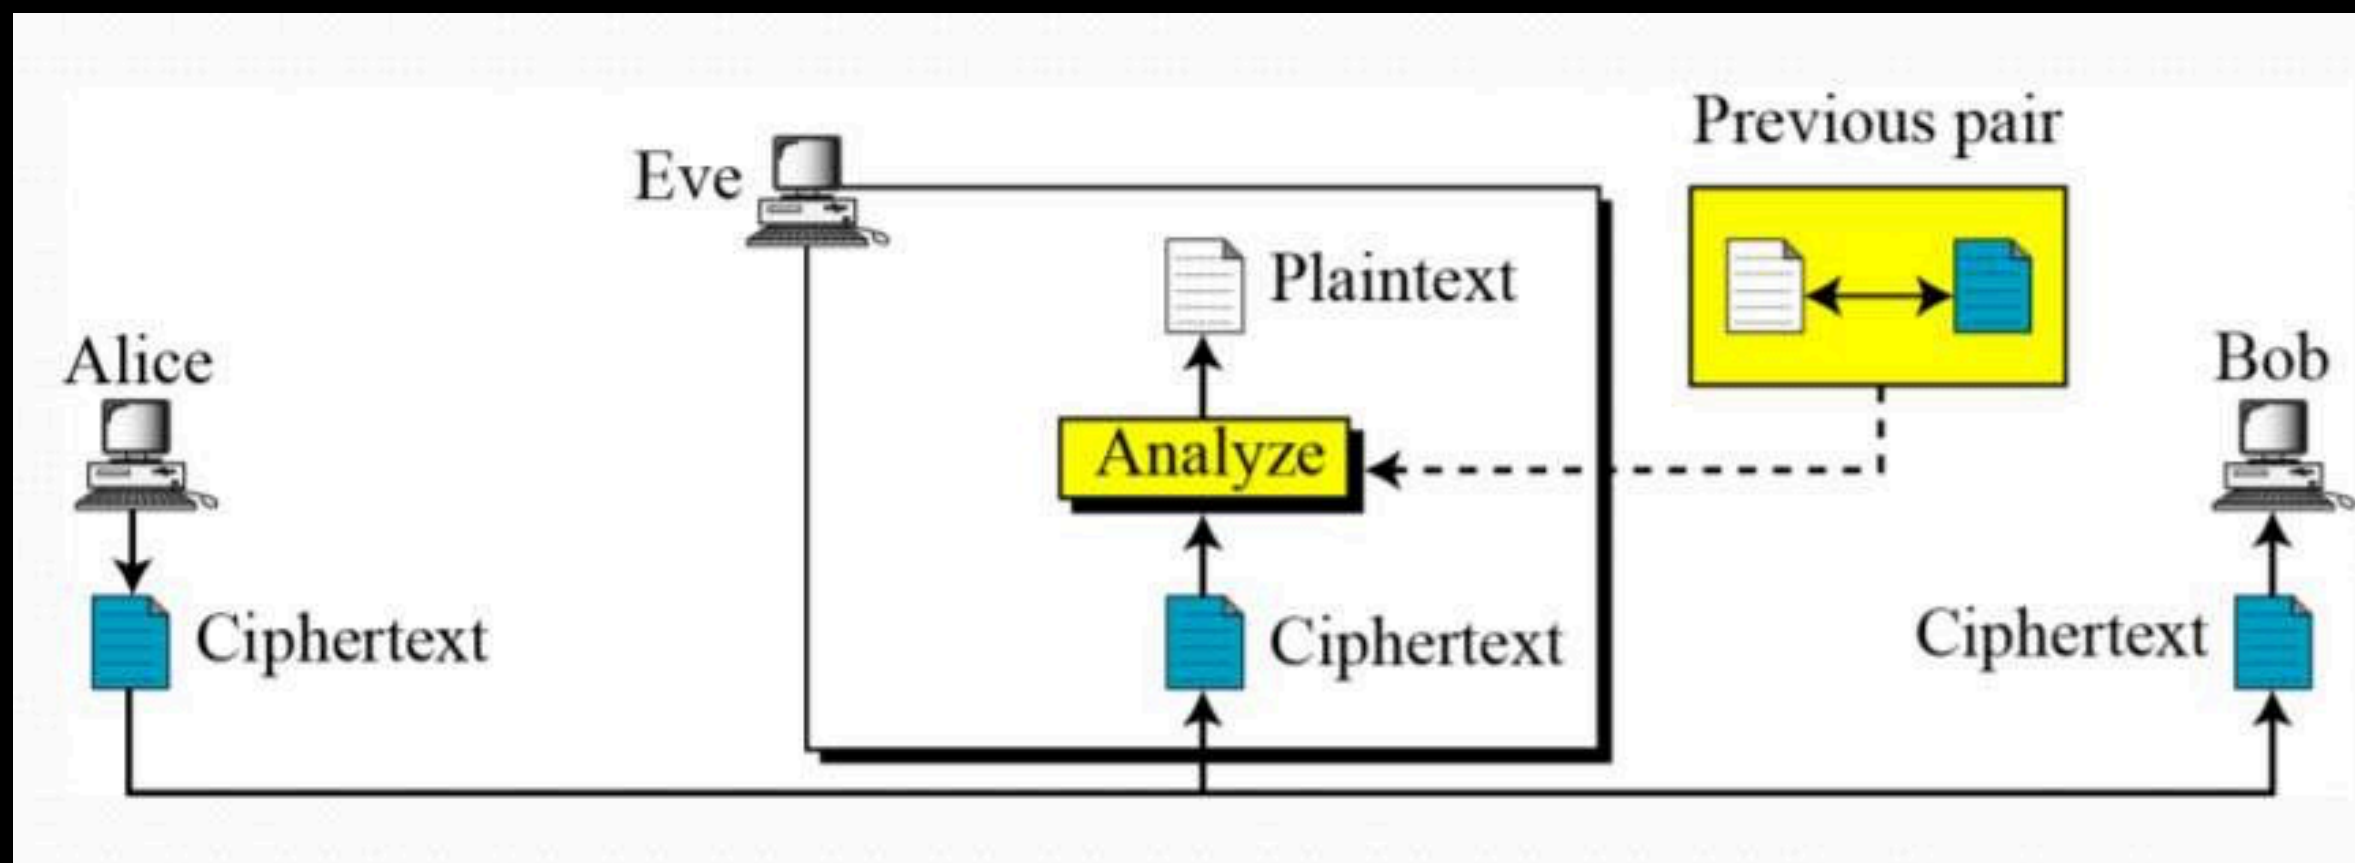 Previous pair
Eve
Plaintext
Alice
Bob
Analyze
Ciphertext
Ciphertext
Ciphertext